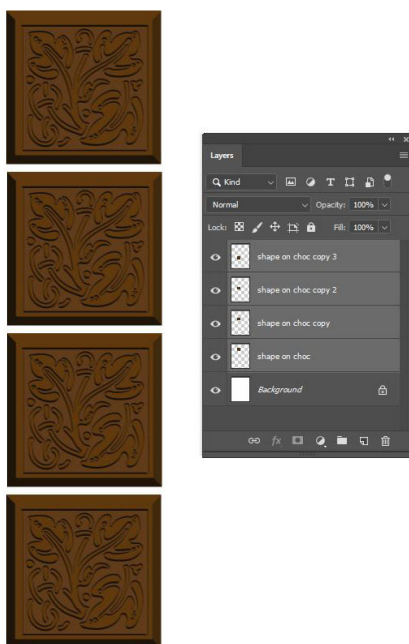 Layers
Kind
Normal Opacity: 100%
Lock: Fill: 100%
shape on choc copy 3
shape on choc copy 2
shape on choc copy
shape on choc
Background
fx